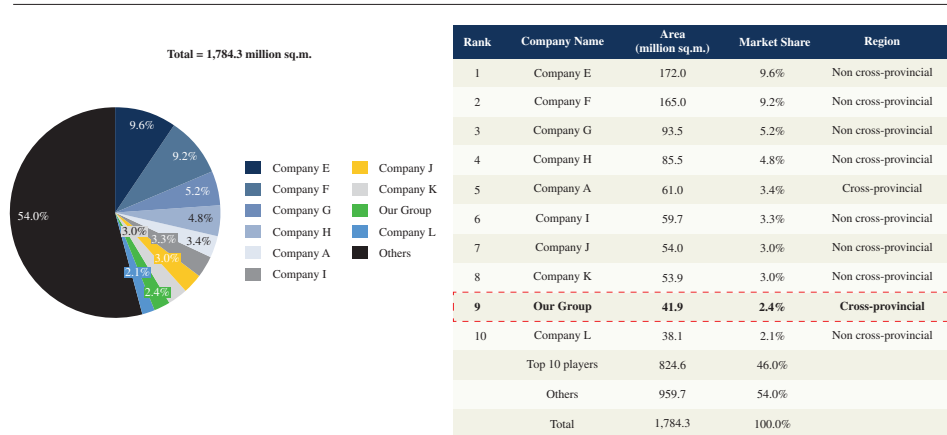 Total = 1,784.3 million sq.m.
9.6%
9.2%
5.2%
4.8%
3.4%
3.3%
3.0%
3.0%
2.4%
2.1%
54.0%
Company E
Company F
Company G
Company H
Company A
Company I
Company J
Company K
Our Group
Company L
Others
Rank Company Name Area (million sq.m.) Market Share Region
1 Company E 172.0 9.6% Non cross-provincial
2 Company F 165.0 9.2% Non cross-provincial
3 Company G 93.5 5.2% Non cross-provincial
4 Company H 85.5 4.8% Non cross-provincial
5 Company A 61.0 3.4% Cross-provincial
6 Company I 59.7 3.3% Non cross-provincial
7 Company J 54.0 3.0% Non cross-provincial
8 Company K 53.9 3.0% Non cross-provincial
9 Our Group 41.9 2.4% Cross-provincial
10 Company L 38.1 2.1% Non cross-provincial
Top 10 players 824.6 46.0%
Others 959.7 54.0%
Total 1,784.3 100.0%